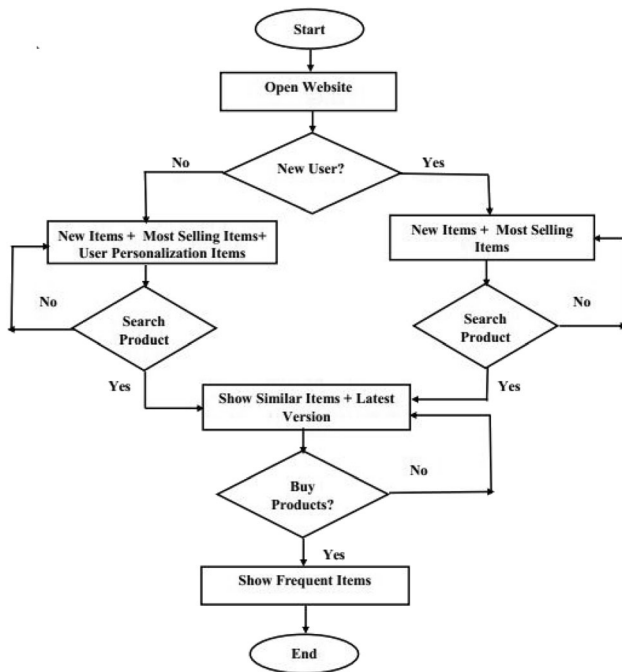 Start
Open Website
No
New User?
Yes
New Items + Most Selling Items+
User Personalization Items
New Items + Most Selling
Items
No
Search
Product
Search
Product
No
Yes
Yes
Show Similar Items + Latest
Version
Buy
Products?
No
Yes
Show Frequent Items
End